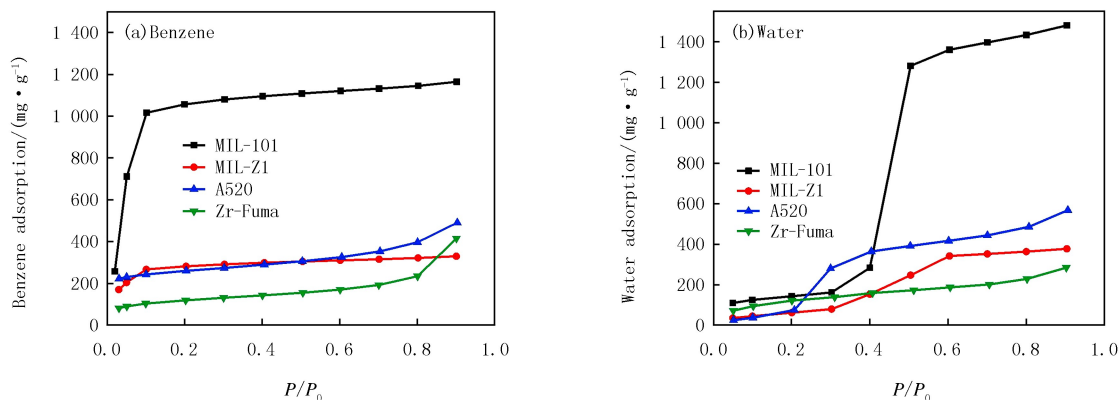 (a)Benzene
1 400
1 200
1 000
800
600
400
200
0
Benzene adsorption/(mg•g⁻¹)
MIL-101
MIL-Z1
A520
Zr-Fuma
0.0 0.2 0.4 0.6 0.8 1.0
P/P₀
(b)Water
1 400
1 200
1 000
800
600
400
200
0
Water adsorption/(mg•g⁻¹)
MIL-101
MIL-Z1
A520
Zr-Fuma
0.0 0.2 0.4 0.6 0.8 1.0
P/P₀